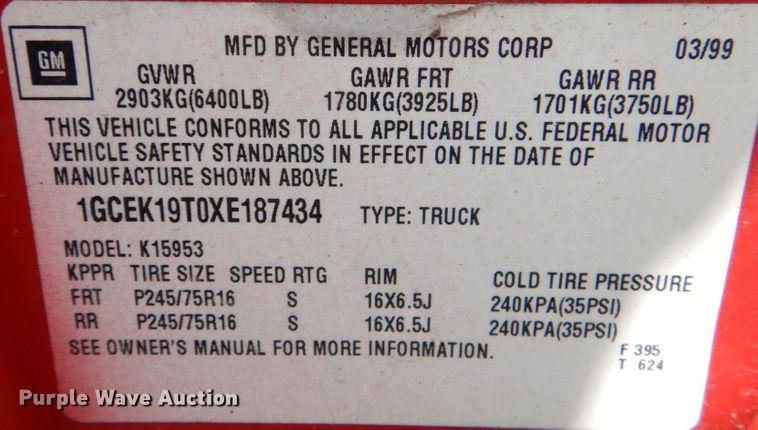 GM
MFD BY GENERAL MOTORS CORP 03/99
GVWR GAWR FRT GAWR RR
2903KG(6400LB) 1780KG(3925LB) 1701KG(3750LB)
THIS VEHICLE CONFORMS TO ALL APPLICABLE U.S. FEDERAL MOTOR
VEHICLE SAFETY STANDARDS IN EFFECT ON THE DATE OF
MANUFACTURE SHOWN ABOVE.
1GCEK19T0XE187434 TYPE: TRUCK
MODEL: K15953
KPPR TIRE SIZE SPEED RTG RIM COLD TIRE PRESSURE
FRT P245/75R16 S 16X6.5J 240KPA(35PSI)
RR P245/75R16 S 16X6.5J 240KPA(35PSI)
SEE OWNER'S MANUAL FOR MORE INFORMATION.
F 395
T 624
Purple Wave Auction